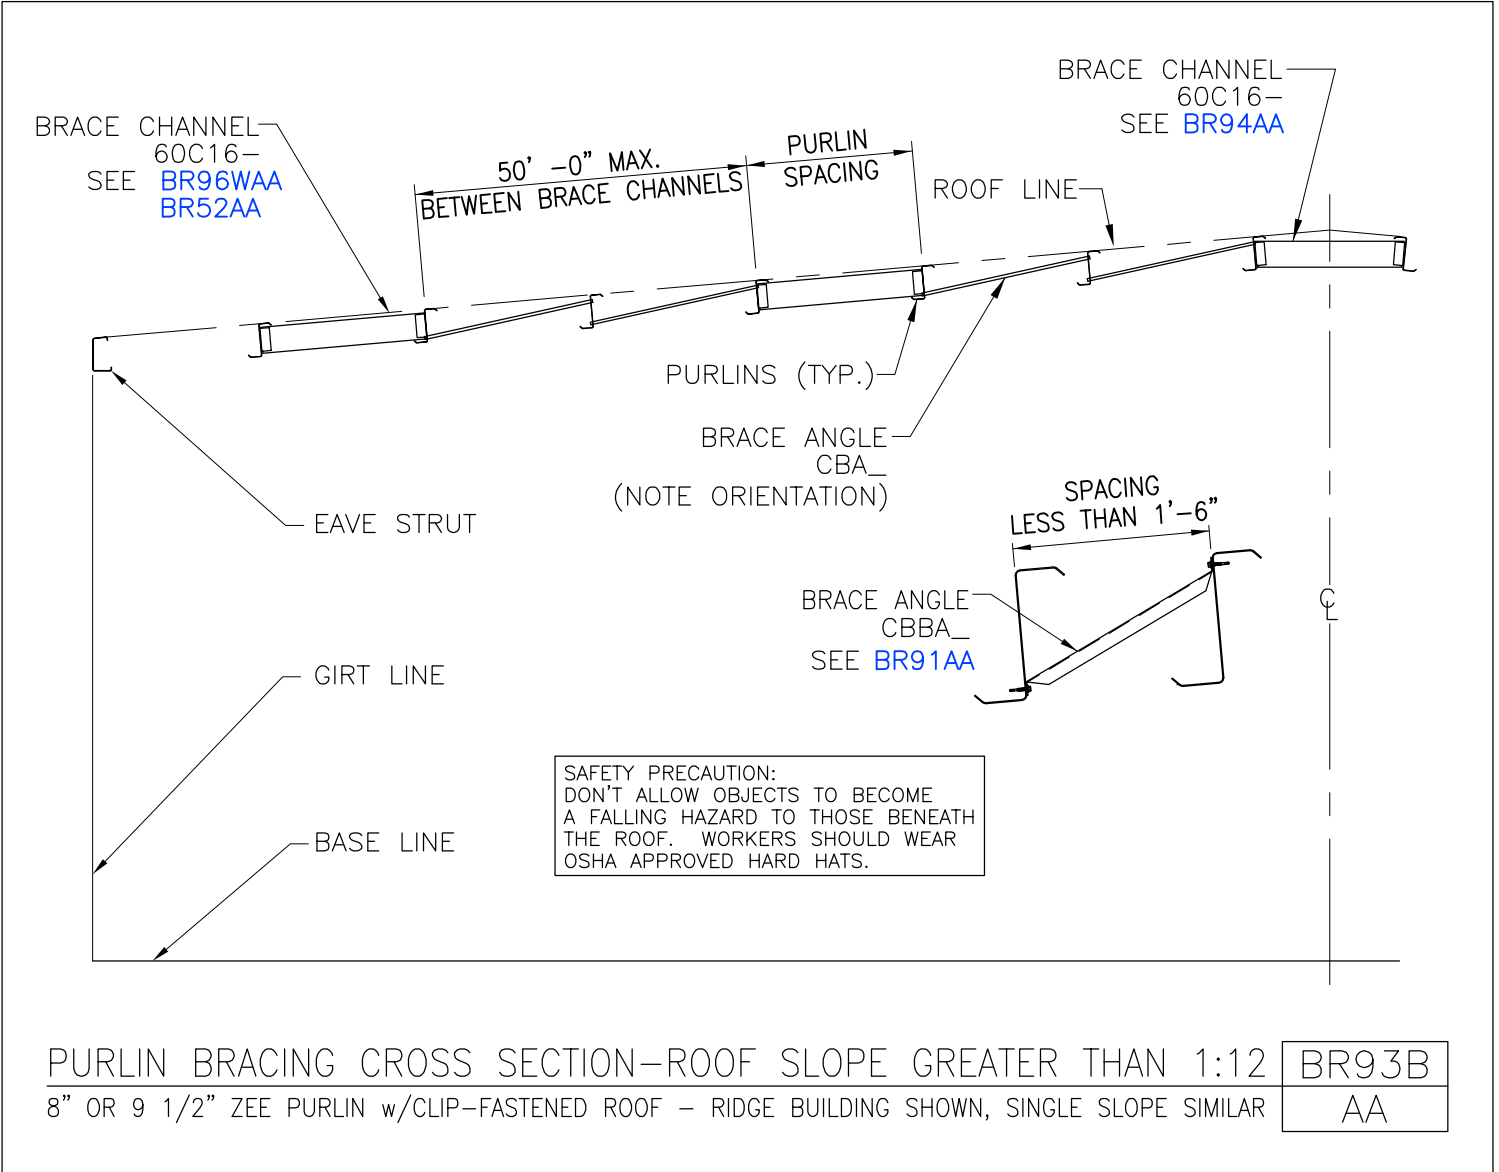 BRACE CHANNEL
60C16-
SEE BR94AA
BRACE CHANNEL
60C16-
SEE BR96WAA
BR52AA
50' -0" MAX.
BETWEEN BRACE CHANNELS
PURLIN
SPACING
ROOF LINE
PURLINS (TYP.)
BRACE ANGLE
CBA_
(NOTE ORIENTATION)
EAVE STRUT
SPACING
LESS THAN 1'-6"
BRACE ANGLE
CBBA_
SEE BR91AA
℄
GIRT LINE
BASE LINE
SAFETY PRECAUTION:
DON'T ALLOW OBJECTS TO BECOME
A FALLING HAZARD TO THOSE BENEATH
THE ROOF. WORKERS SHOULD WEAR
OSHA APPROVED HARD HATS.
PURLIN BRACING CROSS SECTION-ROOF SLOPE GREATER THAN 1:12
BR93B
8" OR 9 1/2" ZEE PURLIN w/CLIP-FASTENED ROOF - RIDGE BUILDING SHOWN, SINGLE SLOPE SIMILAR
AA